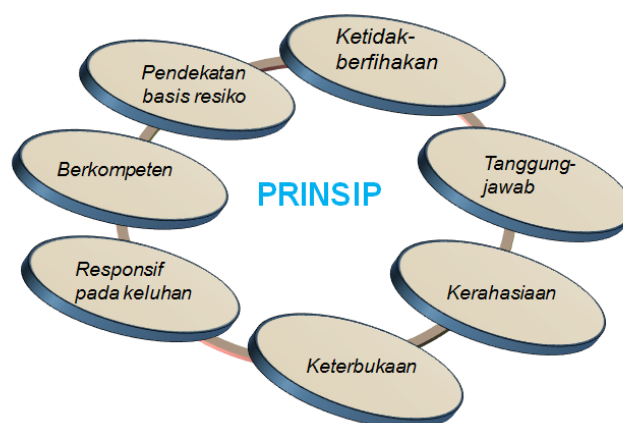 Ketidak-
berfihakan
Pendekatan
basis resiko
Tanggung-
jawab
Berkompeten
PRINSIP
Responsif
pada keluhan
Kerahasiaan
Keterbukaan